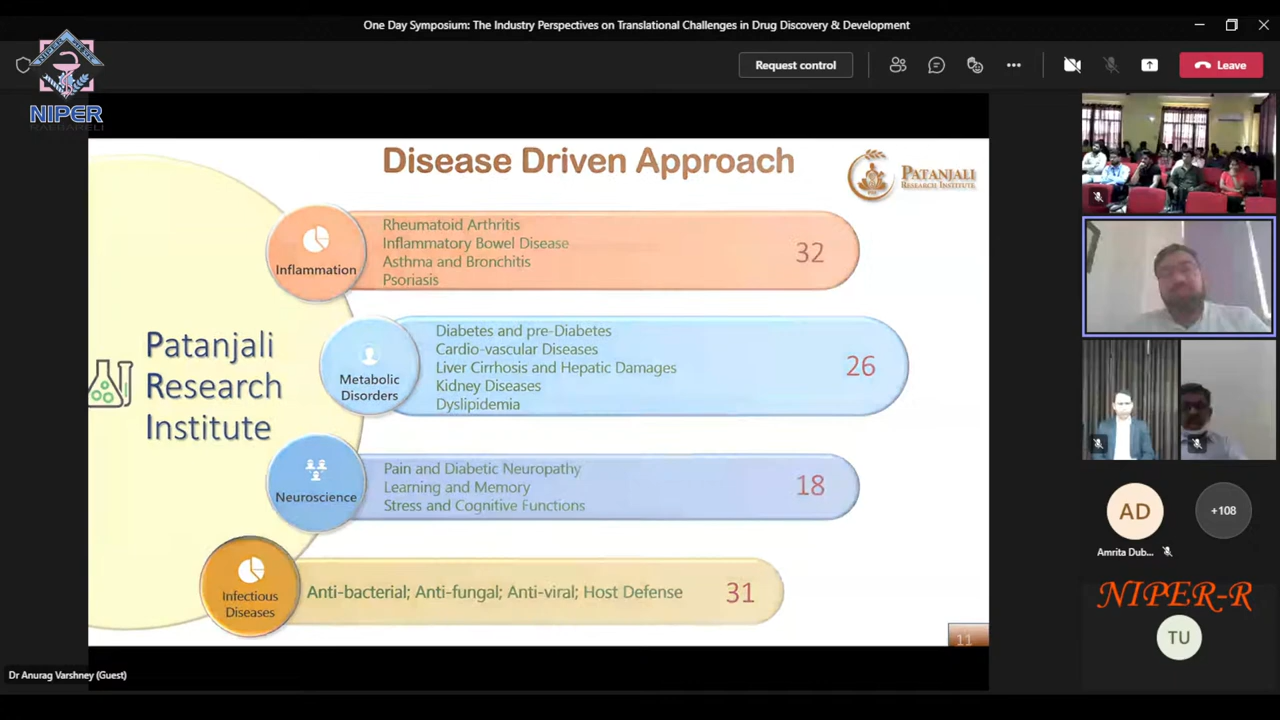 One Day Symposium: The Industry Perspectives on Translational Challenges in Drug Discovery & Development
Request control
Leave
NIPER
RAEBARELI
Disease Driven Approach
PATANJALI
RESEARCH INSTITUTE
Rheumatoid Arthritis
Inflammatory Bowel Disease
Asthma and Bronchitis
Psoriasis
Inflammation
32
Patanjali
Research
Institute
Diabetes and pre-Diabetes
Cardio-vascular Diseases
Liver Cirrhosis and Hepatic Damages
Kidney Diseases
Dyslipidemia
Metabolic
Disorders
26
Pain and Diabetic Neuropathy
Learning and Memory
Stress and Cognitive Functions
Neuroscience
18
Infectious
Diseases
Anti-bacterial; Anti-fungal; Anti-viral; Host Defense
31
11
Dr Anurag Varshney (Guest)
AD
+108
Amrita Dub...
NIPER-R
TU